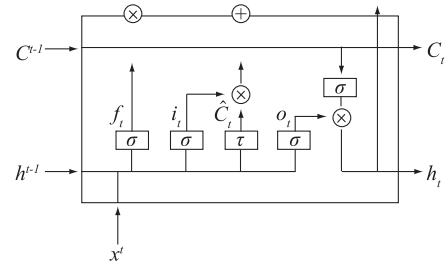 × +
C^{t-1} C_t
σ
f_t i_t × Ĉ_t o_t ×
σ σ τ σ
h^{t-1} h_t
x^t